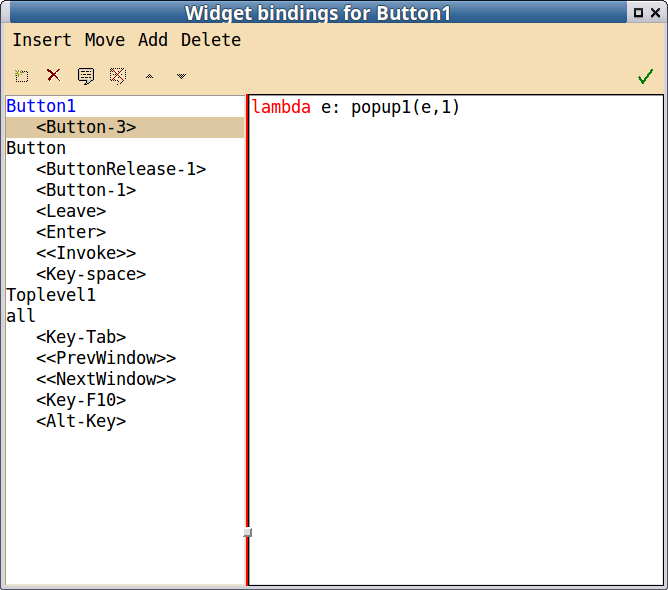 Widget bindings for Button1
Insert Move Add Delete
Button1
<Button-3>
Button
<ButtonRelease-1>
<Button-1>
<Leave>
<Enter>
<<Invoke>>
<Key-space>
Toplevel1
all
<Key-Tab>
<<PrevWindow>>
<<NextWindow>>
<Key-F10>
<Alt-Key>
lambda e: popup1(e,1)